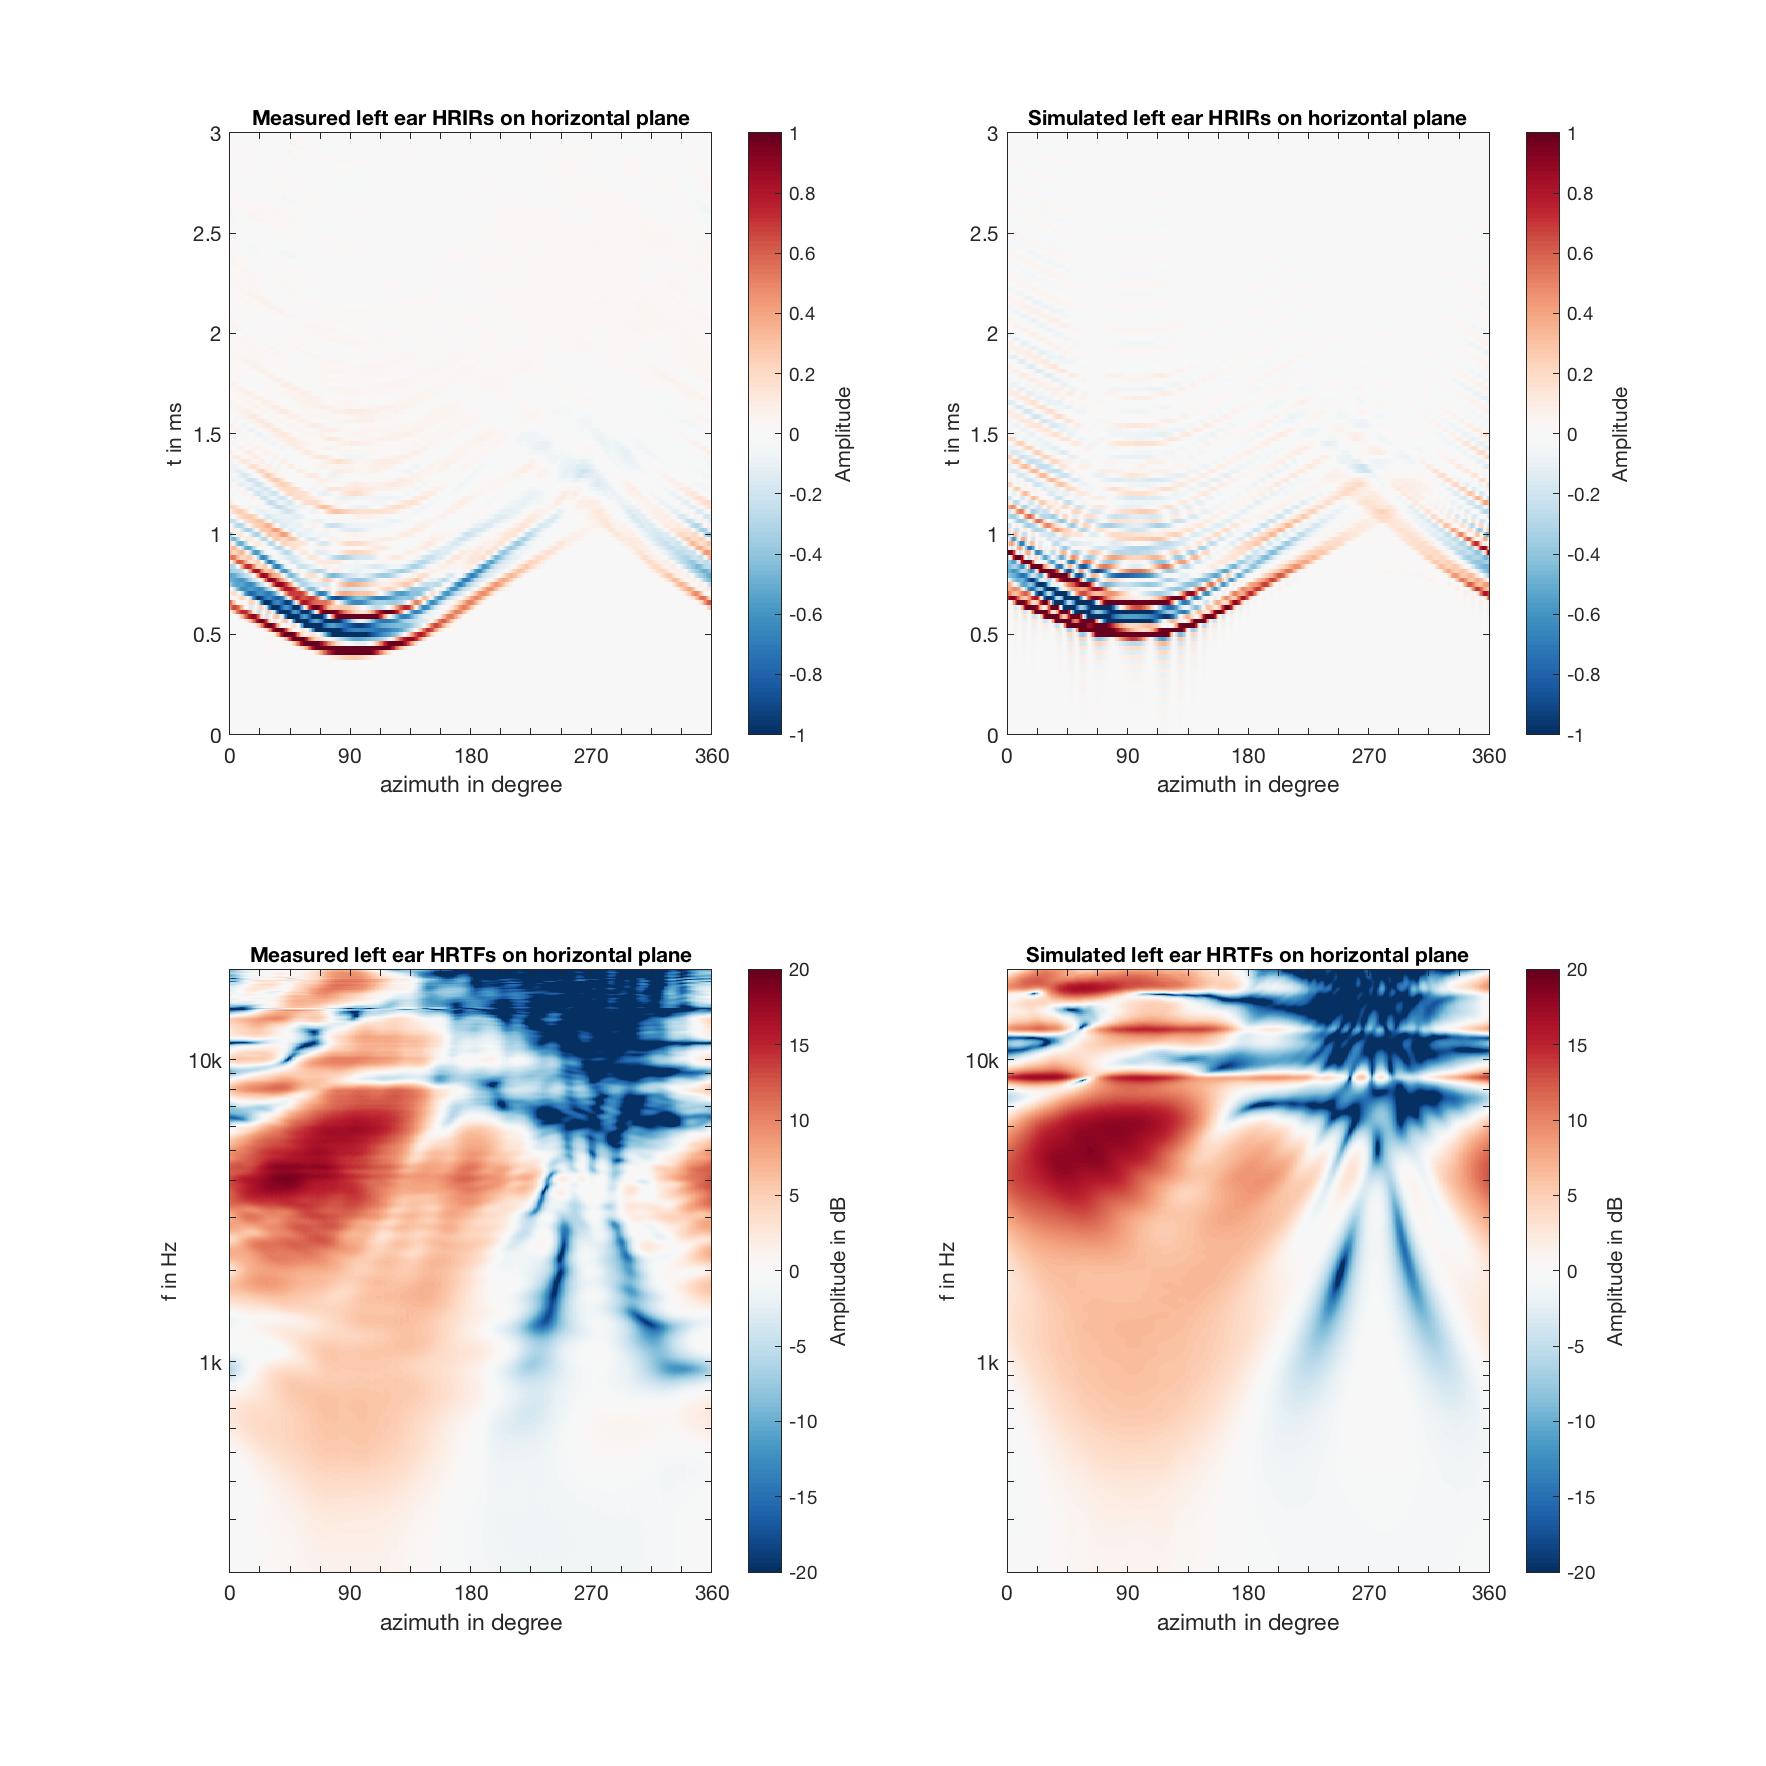 Measured left ear HRIRs on horizontal plane
3
2.5
2
1.5
1
0.5
0
t in ms
0 90 180 270 360
azimuth in degree
1
0.8
0.6
0.4
0.2
0
-0.2
-0.4
-0.6
-0.8
-1
Amplitude
Simulated left ear HRIRs on horizontal plane
3
2.5
2
1.5
1
0.5
0
t in ms
0 90 180 270 360
azimuth in degree
1
0.8
0.6
0.4
0.2
0
-0.2
-0.4
-0.6
-0.8
-1
Amplitude
Measured left ear HRTFs on horizontal plane
10k
1k
f in Hz
0 90 180 270 360
azimuth in degree
20
15
10
5
0
-5
-10
-15
-20
Amplitude in dB
Simulated left ear HRTFs on horizontal plane
10k
1k
f in Hz
0 90 180 270 360
azimuth in degree
20
15
10
5
0
-5
-10
-15
-20
Amplitude in dB